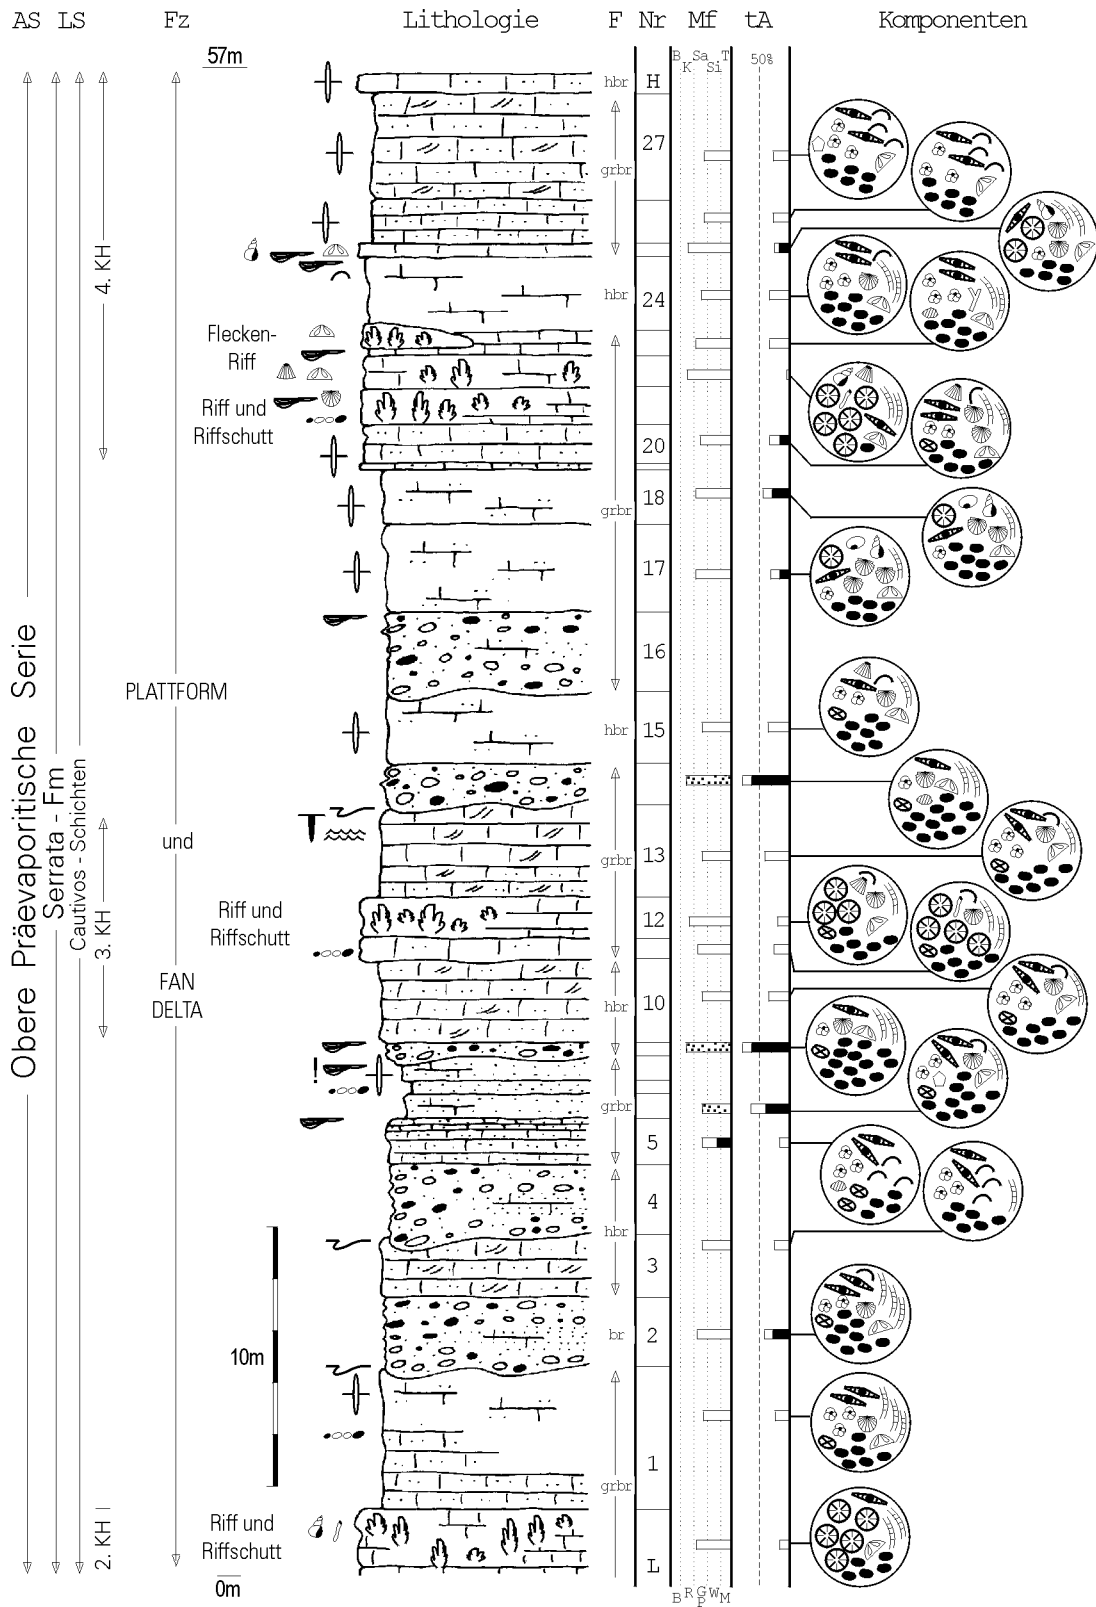 AS LS Fz Lithologie F Nr Mf tA Komponenten
57m
B Sa T
K Si
50%
hbr H
27
grbr
4. KH
hbr 24
Flecken-
Riff
Riff und
Riffschutt
20
18
grbr
17
16
PLATTFORM
15
hbr
und
13
grbr
Riff und
Riffschutt
12
3. KH
FAN
DELTA
10
hbr
!
grbr
5
4
hbr
3
br 2
10m
1
grbr
2. KH
Riff und
Riffschutt
L
0m
B R G W M
P
Obere Präevaporitische Serie
Serrata - Fm
Cautivos - Schichten